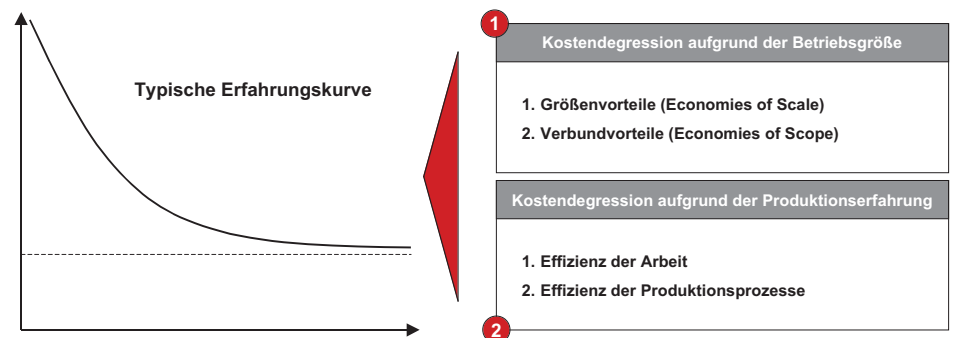 Typische Erfahrungskurve
1
Kostendegression aufgrund der Betriebsgröße
1. Größenvorteile (Economies of Scale)
2. Verbundvorteile (Economies of Scope)
Kostendegression aufgrund der Produktionserfahrung
1. Effizienz der Arbeit
2. Effizienz der Produktionsprozesse
2